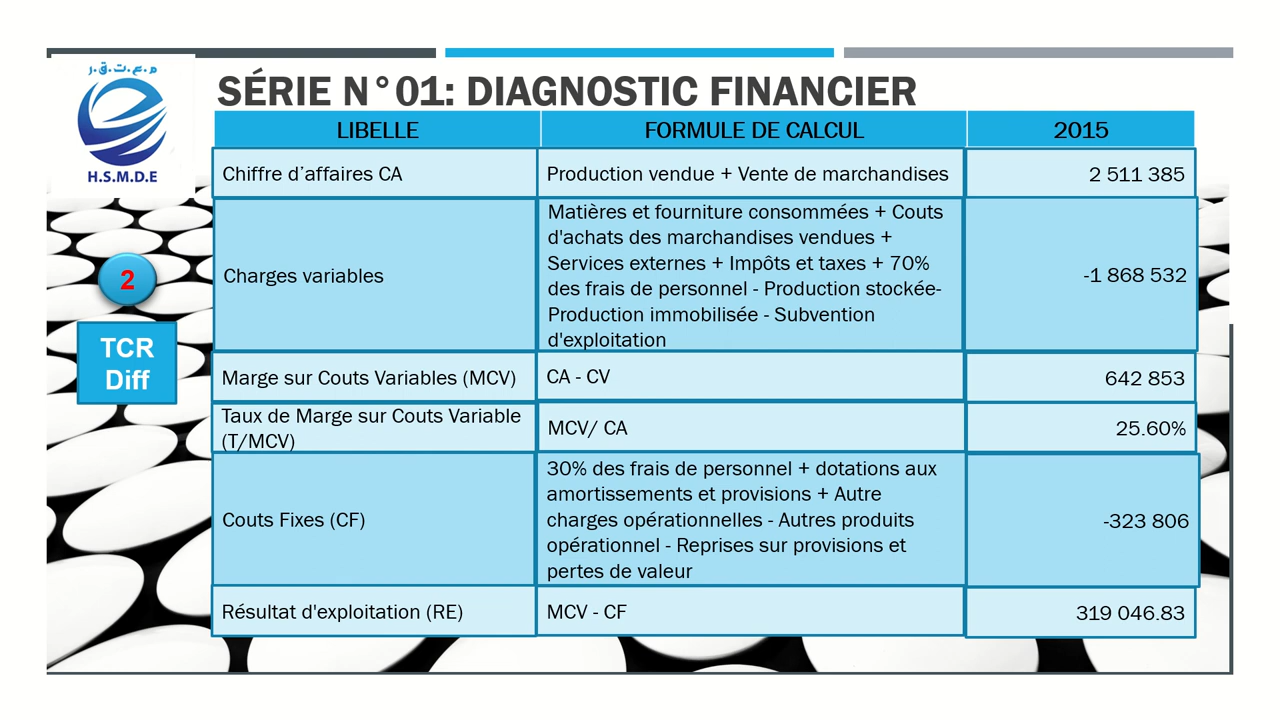 م.ع.ت.ق.ر
H.S.M.D.E
SÉRIE N°01: DIAGNOSTIC FINANCIER
2
TCR
Diff
LIBELLE
FORMULE DE CALCUL
2015
Chiffre d’affaires CA
Production vendue + Vente de marchandises
2 511 385
Charges variables
Matières et fourniture consommées + Couts
d'achats des marchandises vendues +
Services externes + Impôts et taxes + 70%
des frais de personnel - Production stockée-
Production immobilisée - Subvention
d'exploitation
-1 868 532
Marge sur Couts Variables (MCV)
CA - CV
642 853
Taux de Marge sur Couts Variable
(T/MCV)
MCV/ CA
25.60%
Couts Fixes (CF)
30% des frais de personnel + dotations aux
amortissements et provisions + Autre
charges opérationnelles - Autres produits
opérationnel - Reprises sur provisions et
pertes de valeur
-323 806
Résultat d'exploitation (RE)
MCV - CF
319 046.83